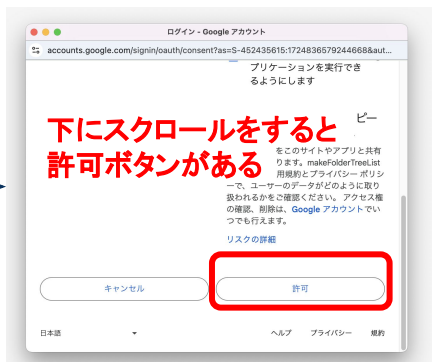 ログイン - Google アカウント
accounts.google.com/signin/oauth/consent?as=S-452435615:1724836579244668&aut...
プリケーションを実行でき
るようにします
下にスクロールをすると
許可ボタンがある
ピー
をこのサイトやアプリと共有
ります。makeFolderTreeList
用規約とプライバシー ポリシ
ーで、ユーザーのデータがどのように取り
扱われるかをご確認ください。 アクセス権
の確認、削除は、Google アカウントでい
つでも行えます。
リスクの詳細
キャンセル
許可
日本語
ヘルプ プライバシー 規約